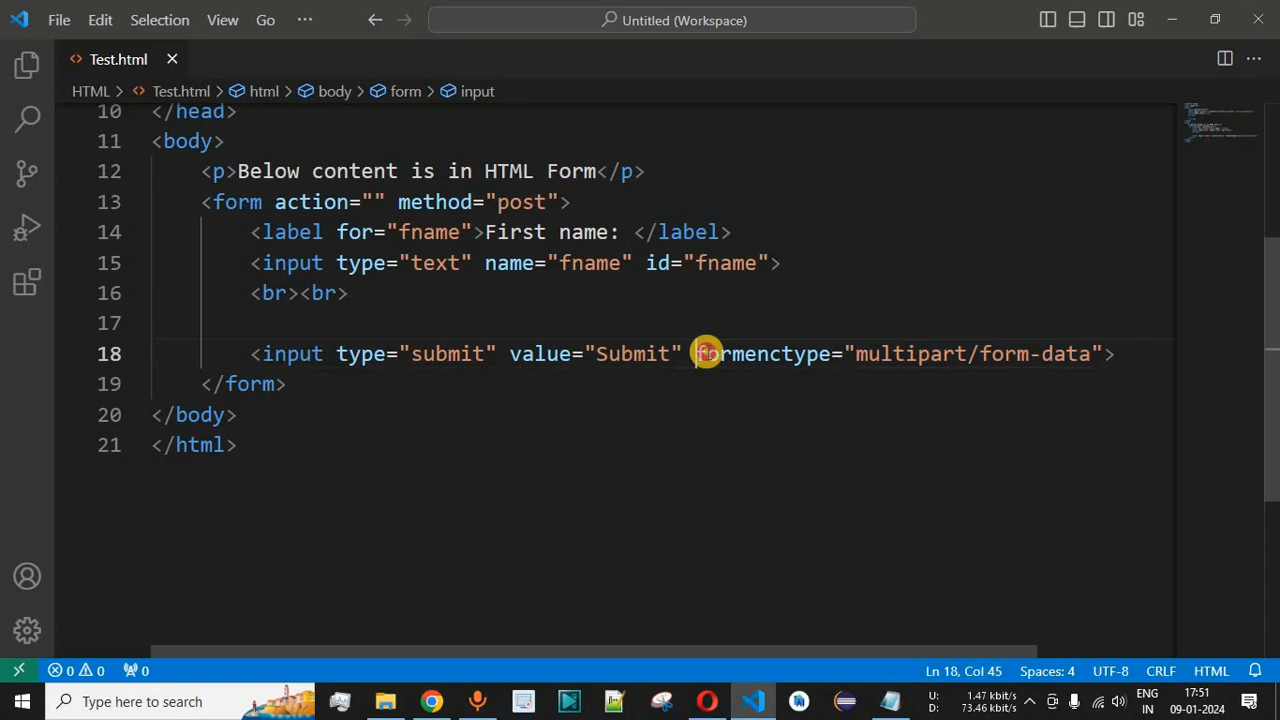 File Edit Selection View Go ··· Untitled (Workspace)
Test.html
HTML > Test.html > html > body > form > input
10 </head>
11 <body>
12 <p>Below content is in HTML Form</p>
13 <form action="" method="post">
14 <label for="fname">First name: </label>
15 <input type="text" name="fname" id="fname">
16 <br><br>
17
18 <input type="submit" value="Submit" formenctype="multipart/form-data">
19 </form>
20 </body>
21 </html>
0 0 0 Ln 18, Col 45 Spaces: 4 UTF-8 CRLF HTML
Type here to search
U: 1.47 kbit/s
D: 73.46 kbit/s
ENG
IN
17:51
09-01-2024